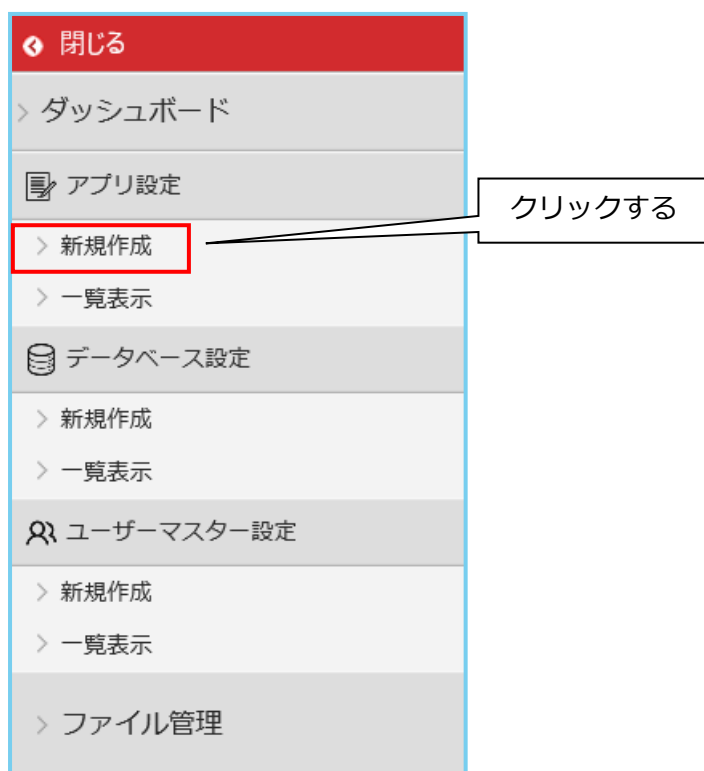 閉じる
ダッシュボード
アプリ設定
新規作成
クリックする
一覧表示
データベース設定
新規作成
一覧表示
ユーザーマスター設定
新規作成
一覧表示
ファイル管理